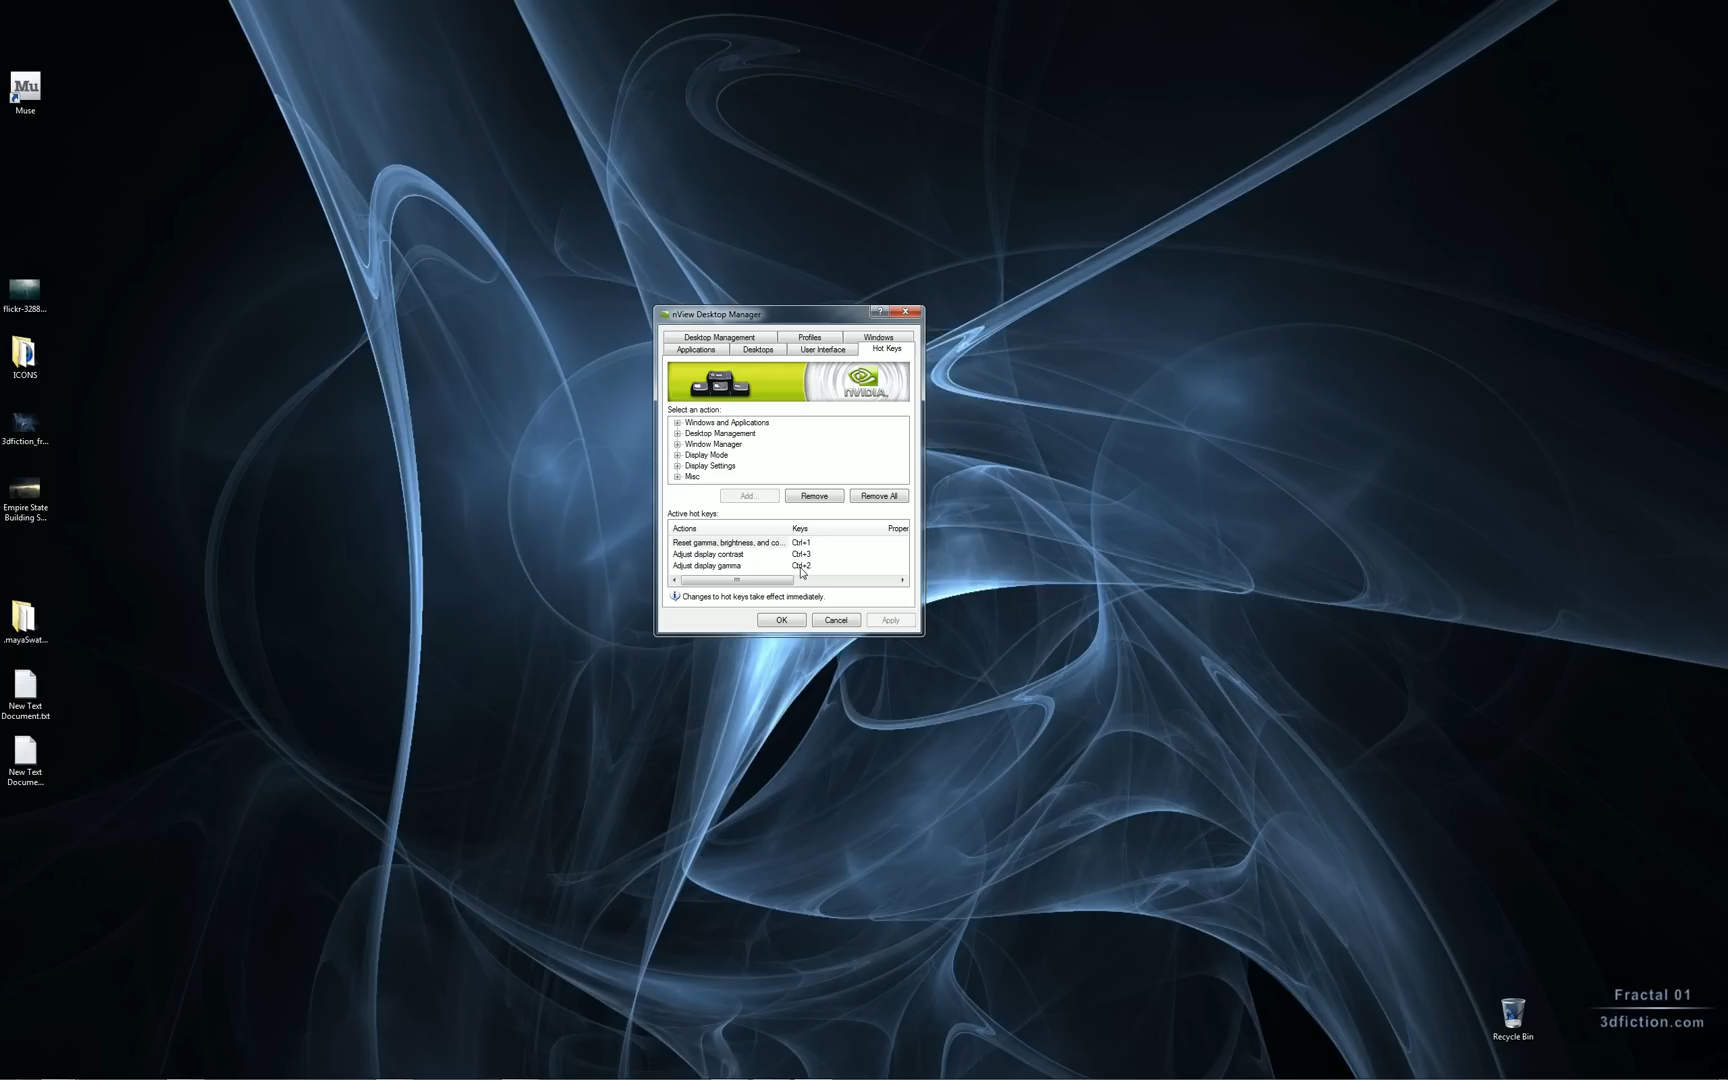 Muse
flickr-3288...
ICONS
3dfiction_fr...
Empire State
Building S...
.mayaSwat...
New Text
Document.txt
New Text
Docume...
nView Desktop Manager
Desktop Management Profiles Windows
Applications Desktops User Interface Hot Keys
nVIDIA.
Select an action:
Windows and Applications
Desktop Management
Window Manager
Display Mode
Display Settings
Misc
Add... Remove Remove All
Active hot keys:
Actions Keys Proper
Reset gamma, brightness, and co... Ctrl+1
Adjust display contrast Ctrl+3
Adjust display gamma Ctrl+2
Changes to hot keys take effect immediately.
OK Cancel Apply
Recycle Bin
Fractal 01
3dfiction.com
Mu